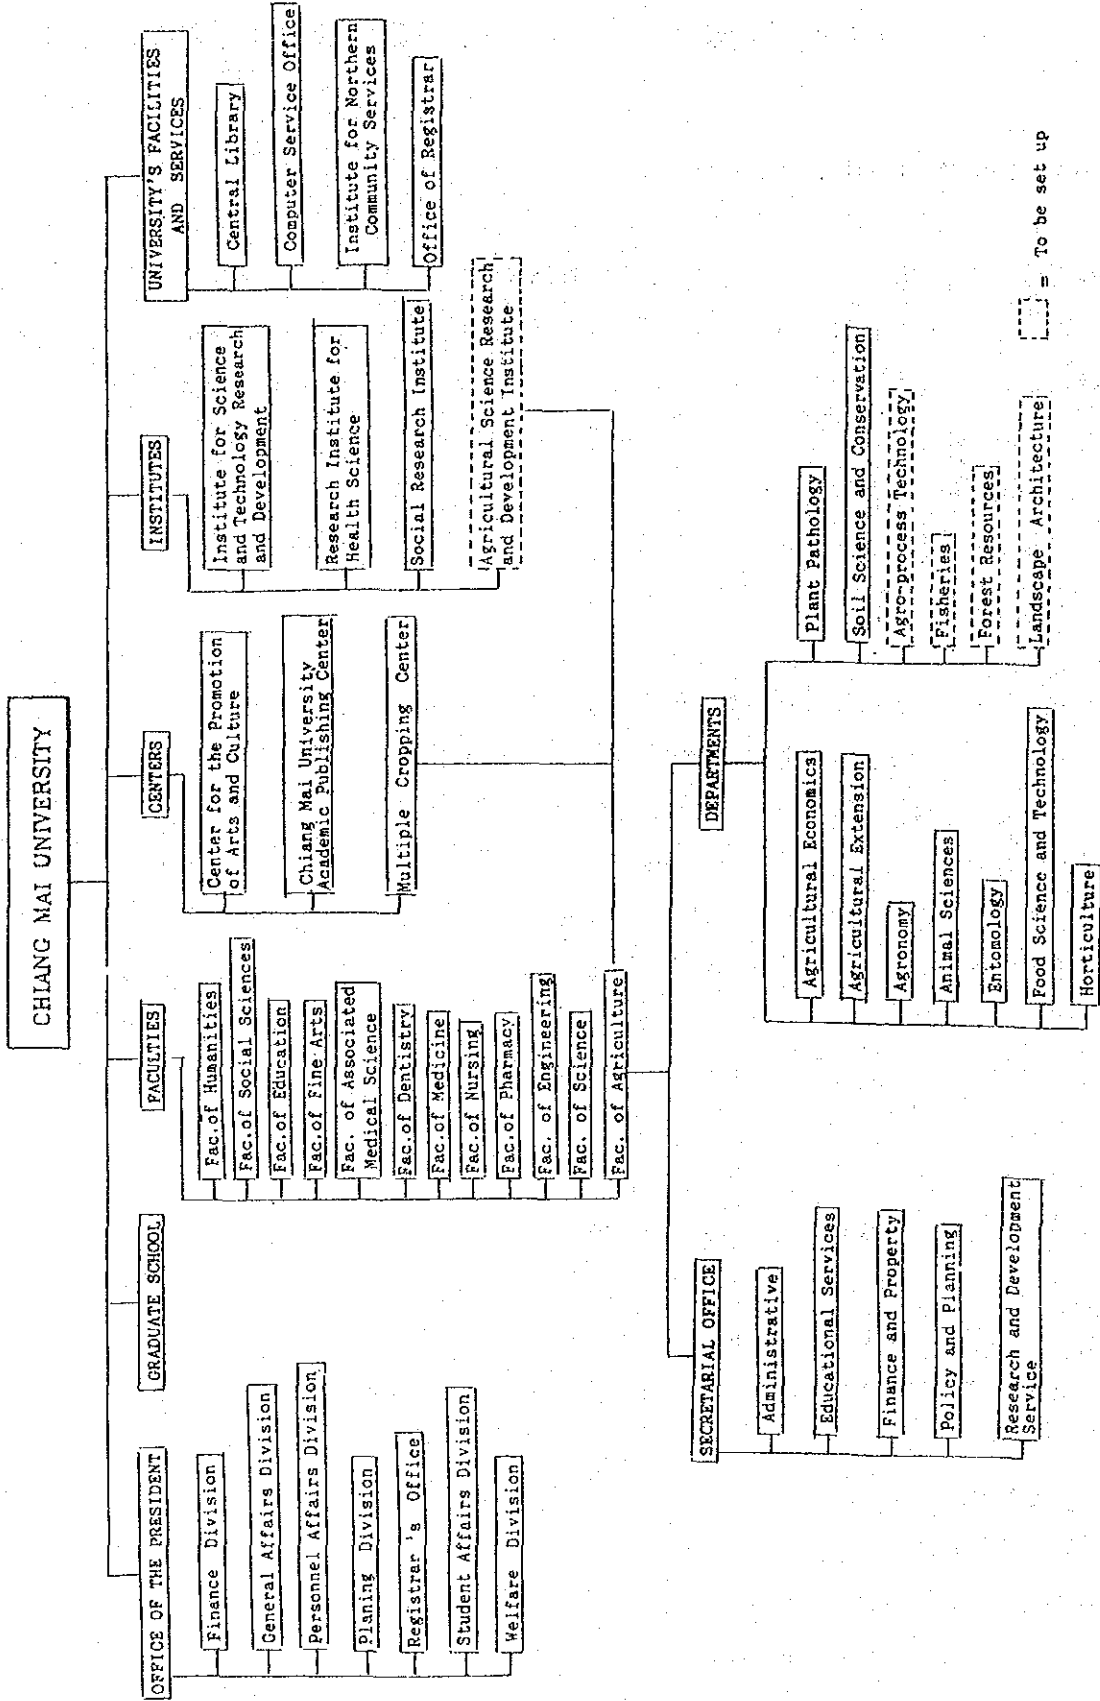 CHIANG MAI UNIVERSITY
OFFICE OF THE PRESIDENT
Finance Division
General Affairs Division
Personnel Affairs Division
Planing Division
Registrar 's Office
Student Affairs Division
Welfare Division
GRADUATE SCHOOL
FACULTIES
Fac.of Humanities
Fac.of Social Sciences
Fac.of Education
Fac.of Fine Arts
Fac. of Associated
Medical Science
Fac.of Dentistry
Fac.of Medicine
Fac.of Nursing
Fac.of Pharmacy
Fac. of Engineering
Fac. of Science
Fac. of Agriculture
CENTERS
Center for the Promotion
of Arts and Culture
Chiang Mai University
Academic Publishing Center
Multiple Cropping Center
INSTITUTES
Institute for Science
and Technology Research
and Development
Research Institute for
Health Science
Social Research Institute
Agricultural Science Research
and Development Institute
UNIVERSITY'S FACILITIES
AND SERVICES
Central Library
Computer Service Office
Institute for Northern
Community Services
Office of Registrar
SECRETARIAL OFFICE
Administrative
Educational Services
Finance and Property
Policy and Planning
Research and Development
Service
DEPARTMENTS
Agricultural Economics
Agricultural Extension
Agronomy
Animal Sciences
Entomology
Food Science and Technology
Horticulture
Plant Pathology
Soil Science and Conservation
Agro-process Technology
Fisheries
Forest Resources
Landscape Architecture
= To be set up